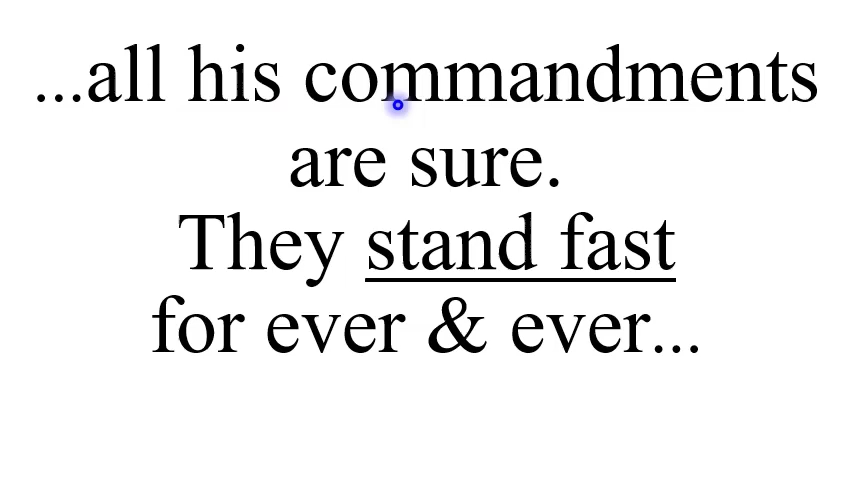 ...all his commandments
are sure.
They stand fast
for ever & ever...